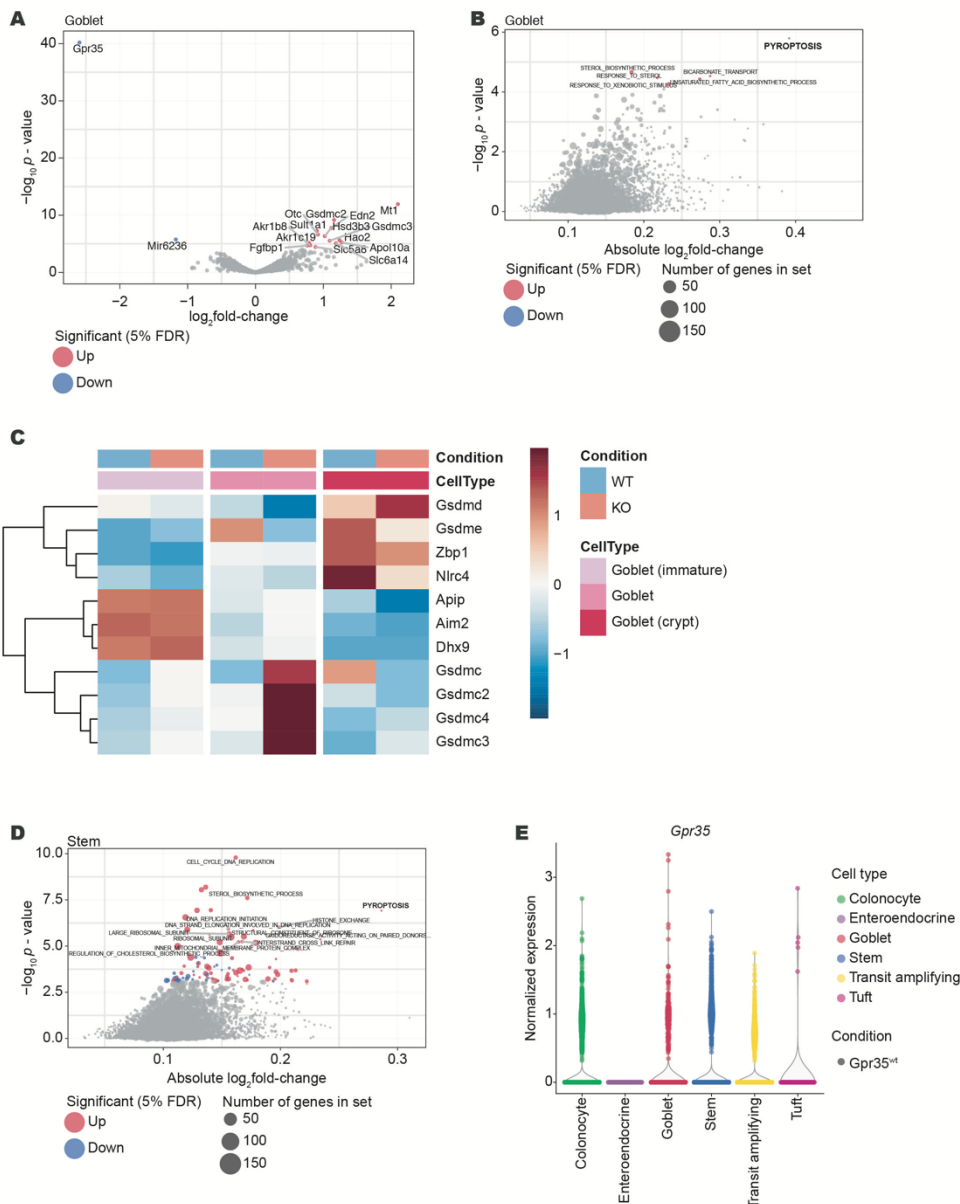 A
Goblet
40
30
20
10
0
−log10 p - value
Gpr35
Mir6236
Otc
Gsdmc2
Edn2
Mt1
Akr1b8
Sult1a1
Hsd3b3
Gsdmc3
Akr1c19
Hao2
Fgfbp1
Slc5a8
Apol10a
Slc6a14
−2
−1
0
1
2
log2fold-change
Significant (5% FDR)
Up
Down
B
Goblet
6
4
2
0
−log10 p - value
PYROPTOSIS
STEROL_BIOSYNTHETIC_PROCESS
RESPONSE_TO_STEROL
BICARBONATE_TRANSPORT
RESPONSE_TO_XENOBIOTIC_STIMULUS
UNSATURATED_FATTY_ACID_BIOSYNTHETIC_PROCESS
0.1
0.2
0.3
0.4
Absolute log2fold-change
Significant (5% FDR)
Up
Down
Number of genes in set
50
100
150
C
Condition
CellType
Gsdmd
Gsdme
Zbp1
Nlrc4
Apip
Aim2
Dhx9
Gsdmc
Gsdmc2
Gsdmc4
Gsdmc3
1
0
−1
Condition
WT
KO
CellType
Goblet (immature)
Goblet
Goblet (crypt)
D
Stem
10.0
7.5
5.0
2.5
0.0
−log10 p - value
CELL_CYCLE_DNA_REPLICATION
STEROL_BIOSYNTHETIC_PROCESS
PYROPTOSIS
DNA_REPLICATION_INITIATION
HISTONE_EXCHANGE
DNA_STRAND_ELONGATION_INVOLVED_IN_DNA_REPLICATION
LARGE_RIBOSOMAL_SUBUNIT
STRUCTURAL_CONSTITUENT_OF_RIBOSOME
RIBOSOMAL_SUBUNIT
INTERSTRAND_CROSS_LINK_REPAIR
INNER_MITOCHONDRIAL_MEMBRANE_PROTEIN_COMPLEX
REGULATION_OF_CHOLESTEROL_BIOSYNTHETIC_PROCESS
0.1
0.2
0.3
Absolute log2fold-change
Significant (5% FDR)
Up
Down
Number of genes in set
50
100
150
E
Gpr35
3
2
1
0
Normalized expression
Colonocyte
Enteroendocrine
Goblet
Stem
Transit amplifying
Tuft
Cell type
Colonocyte
Enteroendocrine
Goblet
Stem
Transit amplifying
Tuft
Condition
Gpr35wt